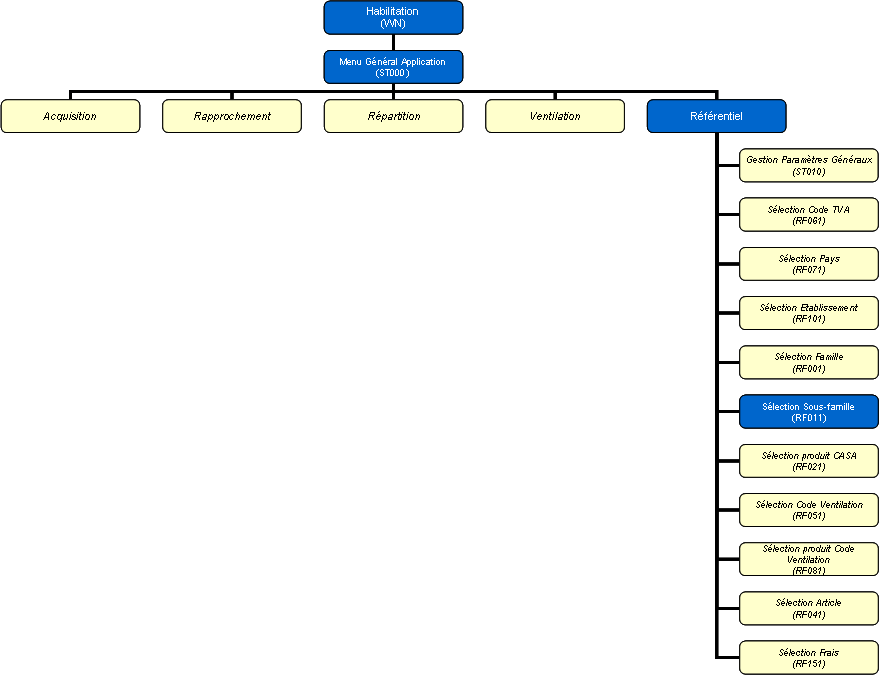 Habilitation
(VVN)
Menu Général Application
(ST000)
Acquisition
Rapprochement
Répartition
Ventilation
Référentiel
Gestion Paramètres Généraux
(ST010)
Sélection Code TVA
(RF061)
Sélection Pays
(RF071)
Sélection Etablissement
(RF101)
Sélection Famille
(RF001)
Sélection Sous-famille
(RF011)
Sélection produit CASA
(RF021)
Sélection Code Ventilation
(RF051)
Sélection produit Code
Ventilation
(RF081)
Sélection Article
(RF041)
Sélection Frais
(RF151)